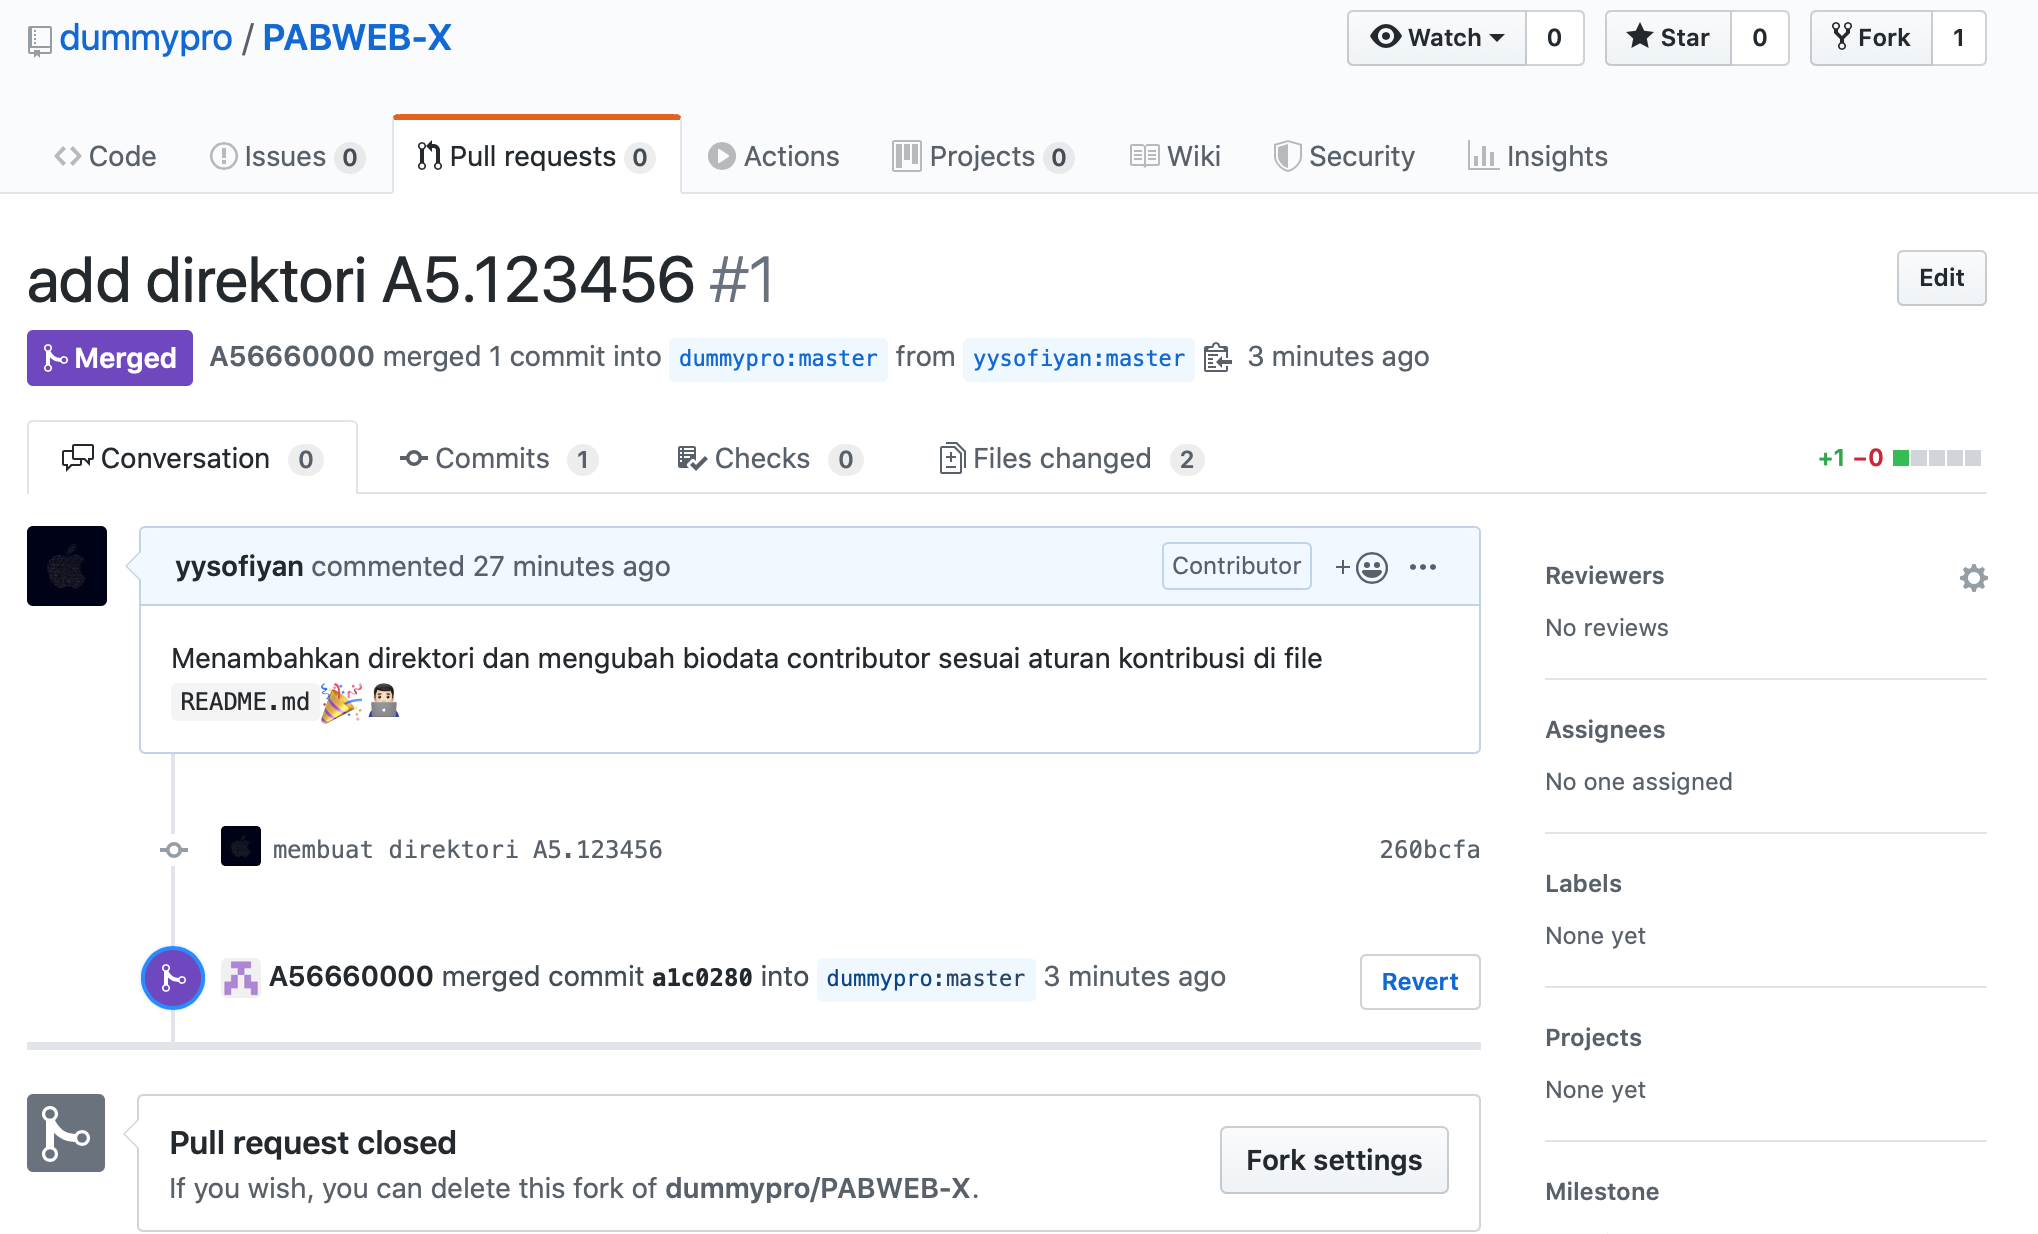 dummypro / PABWEB-X
Watch 0 Star 0 Fork 1
Code Issues 0 Pull requests 0 Actions Projects 0 Wiki Security Insights
add direktori A5.123456 #1
Edit
Merged A56660000 merged 1 commit into dummypro:master from yysofiyan:master 3 minutes ago
Conversation 0 Commits 1 Checks 0 Files changed 2 +1 −0
yysofiyan commented 27 minutes ago
Contributor
Menambahkan direktori dan mengubah biodata contributor sesuai aturan kontribusi di file
README.md
membuat direktori A5.123456 260bcfa
A56660000 merged commit a1c0280 into dummypro:master 3 minutes ago
Revert
Pull request closed
If you wish, you can delete this fork of dummypro/PABWEB-X.
Fork settings
Reviewers
No reviews
Assignees
No one assigned
Labels
None yet
Projects
None yet
Milestone